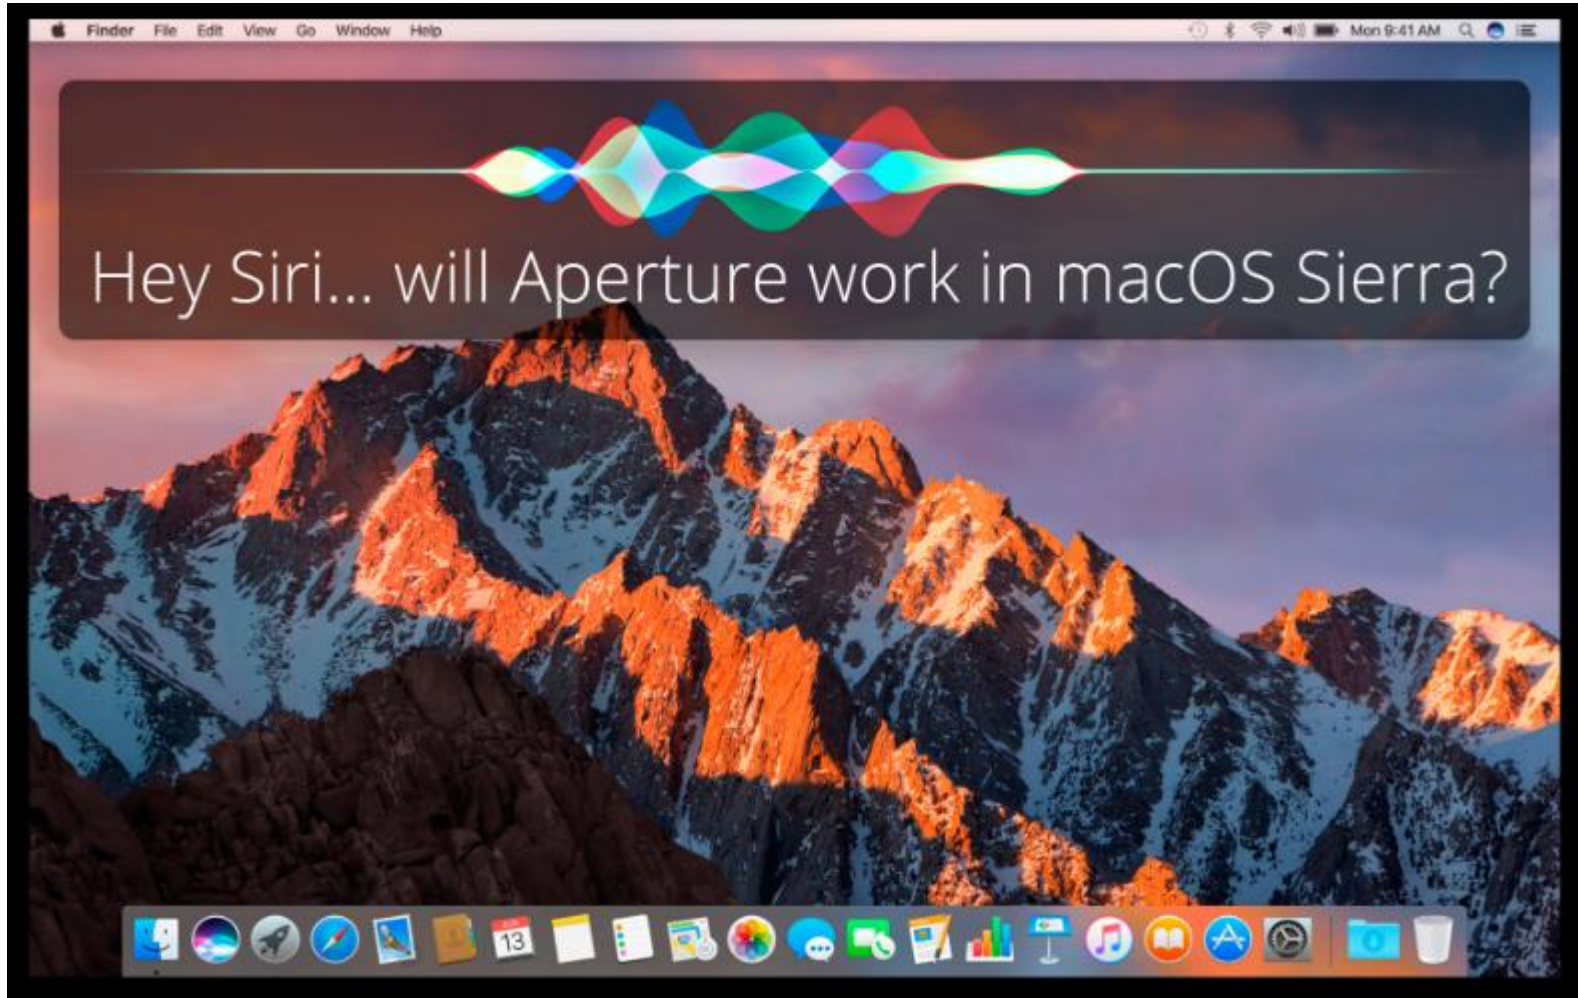 Finder File Edit View Go Window Help Mon 9:41 AM
Hey Siri... will Aperture work in macOS Sierra?
13